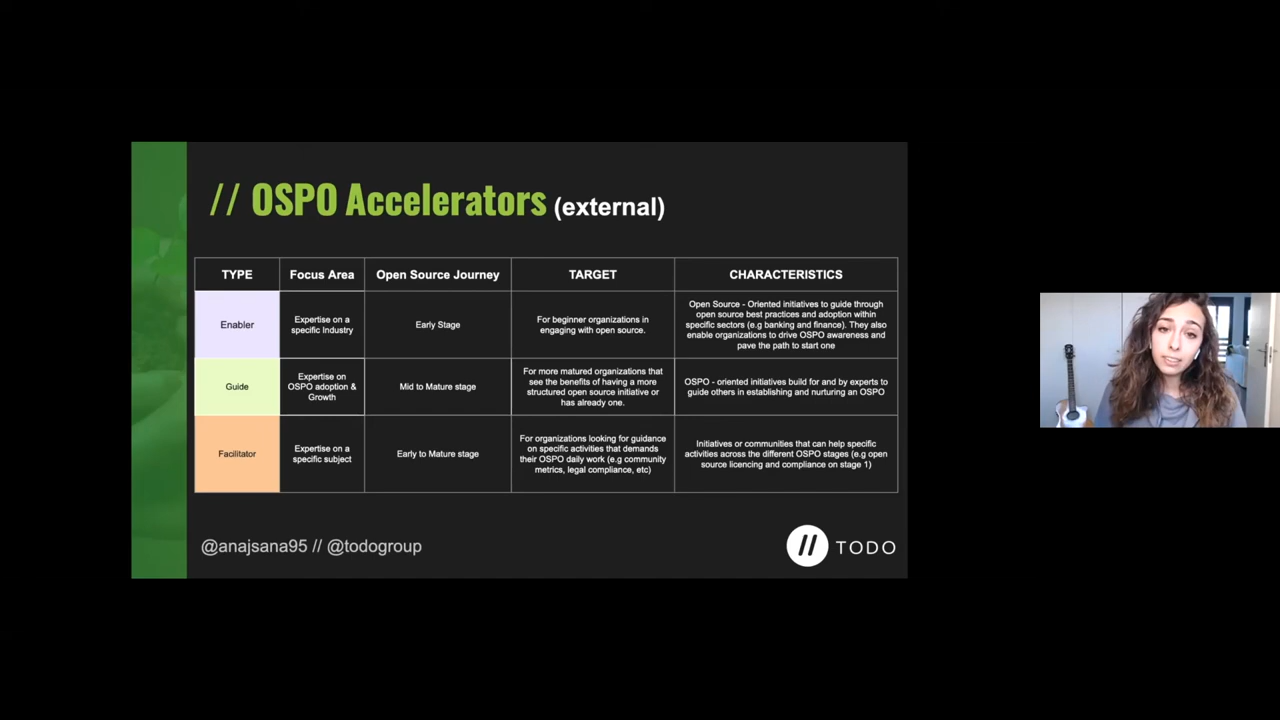 // OSPO Accelerators (external)
TYPE
Focus Area
Open Source Journey
TARGET
CHARACTERISTICS
Enabler
Expertise on a
specific Industry
Early Stage
For beginner organizations in
engaging with open source.
Open Source - Oriented initiatives to guide through
open source best practices and adoption within
specific sectors (e.g banking and finance). They also
enable organizations to drive OSPO awareness and
pave the path to start one
Guide
Expertise on
OSPO adoption &
Growth
Mid to Mature stage
For more matured organizations that
see the benefits of having a more
structured open source initiative or
has already one.
OSPO - oriented initiatives build for and by experts to
guide others in establishing and nurturing an OSPO
Facilitator
Expertise on a
specific subject
Early to Mature stage
For organizations looking for guidance
on specific activities that demands
their OSPO daily work (e.g community
metrics, legal compliance, etc)
Initiatives or communities that can help specific
activities across the different OSPO stages (e.g open
source licencing and compliance on stage 1)
@anajsana95 // @todogroup
// TODO